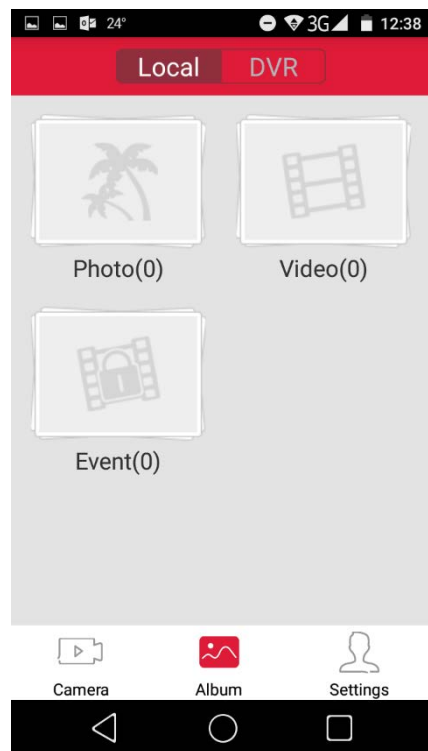 24° 3G 12:38
Local DVR
Photo(0) Video(0)
Event(0)
Camera Album Settings